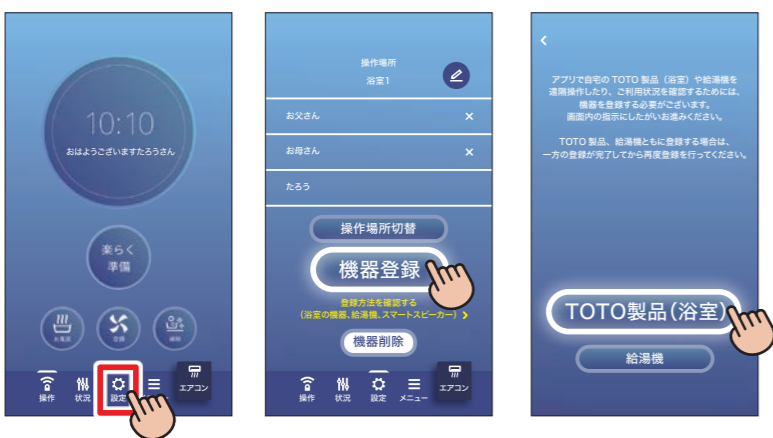 10:10
おはようございますたろうさん
楽らく
準備
お風呂
空調
掃除
操作
状況
設定
エアコン
操作場所
浴室1
お父さん ×
お母さん ×
たろう
操作場所切替
機器登録
登録方法を確認する
(浴室の機器、給湯機、スマートスピーカー) >
機器削除
操作
状況
設定
メニュー
エアコン
<
アプリで自宅の TOTO 製品（浴室）や給湯機を
遠隔操作したり、ご利用状況を確認するためには、
機器を登録する必要がございます。
画面内の指示にしたがいお進みください。
TOTO 製品、給湯機ともに登録する場合は、
一方の登録が完了してから再度登録を行ってください。
TOTO製品(浴室)
給湯機